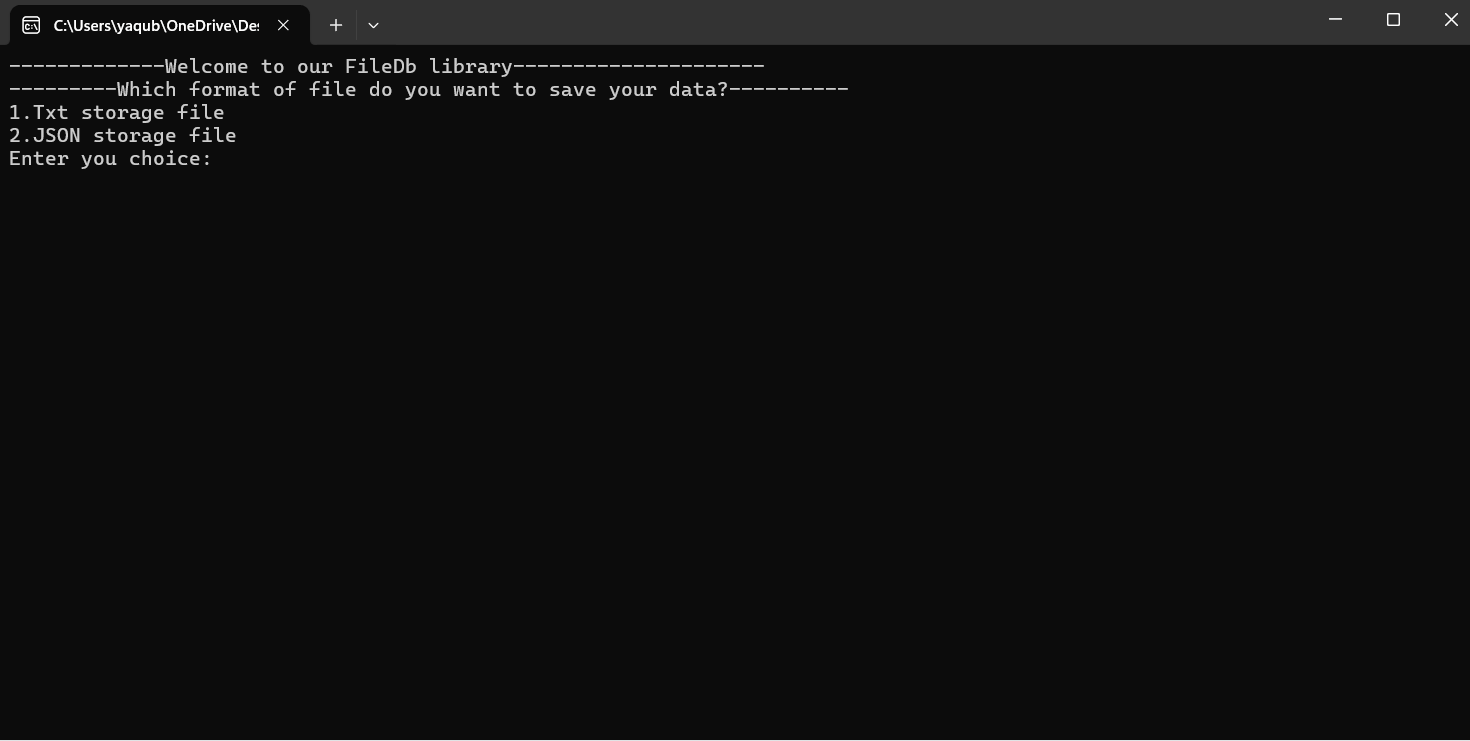 C:\Users\yaqub\OneDrive\Des
-------------Welcome to our FileDb library---------------------
---------Which format of file do you want to save your data?----------
1.Txt storage file
2.JSON storage file
Enter you choice: